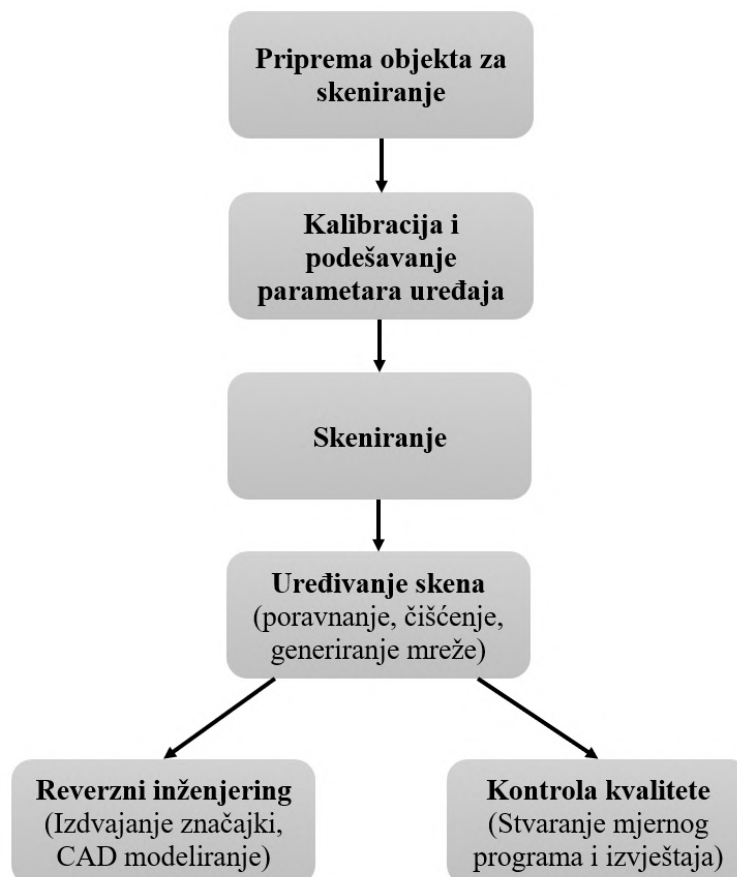 Priprema objekta za
skeniranje
Kalibracija i
podešavanje
parametara uređaja
Skeniranje
Uređivanje skena
(poravnanje, čišćenje,
generiranje mreže)
Reverzni inženjering
(Izdvajanje značajki,
CAD modeliranje)
Kontrola kvalitete
(Stvaranje mjernog
programa i izvještaja)